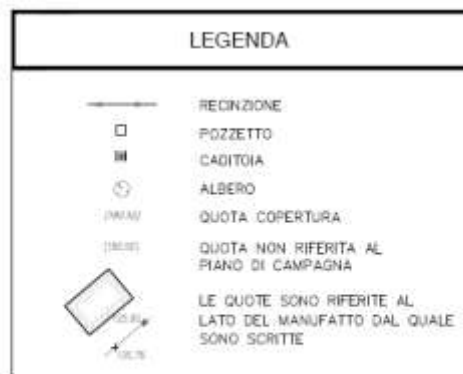 LEGENDA
RECINZIONE
POZZETTO
CADITOIA
ALBERO
QUOTA COPERTURA
QUOTA NON RIFERITA AL
PIANO DI CAMPAGNA
LE QUOTE SONO RIFERITE AL
LATO DEL MANUFATTO DAL QUALE
SONO SCRITTE